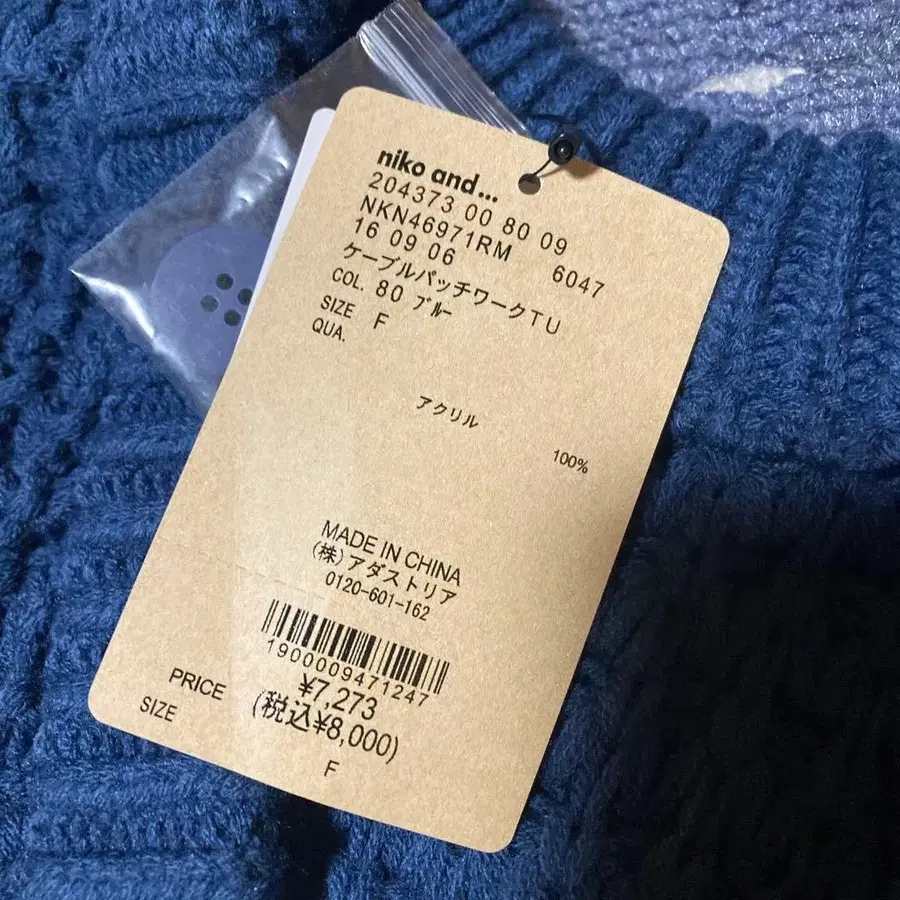 niko and...
204373 00 80 09
NKN46971RM 6047
16 09 06
ケーブルパッチワークTU
COL. 80 ブルー
SIZE F
QUA.
アクリル 100%
MADE IN CHINA
(株)アダストリア
0120-601-162
1900009471247
PRICE ¥7,273
(税込¥8,000)
SIZE F